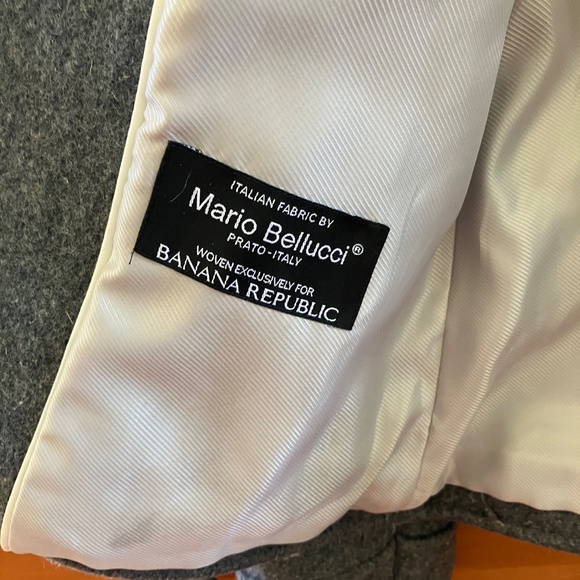 ITALIAN FABRIC BY
Mario Bellucci®
PRATO-ITALY
WOVEN EXCLUSIVELY FOR
BANANA REPUBLIC